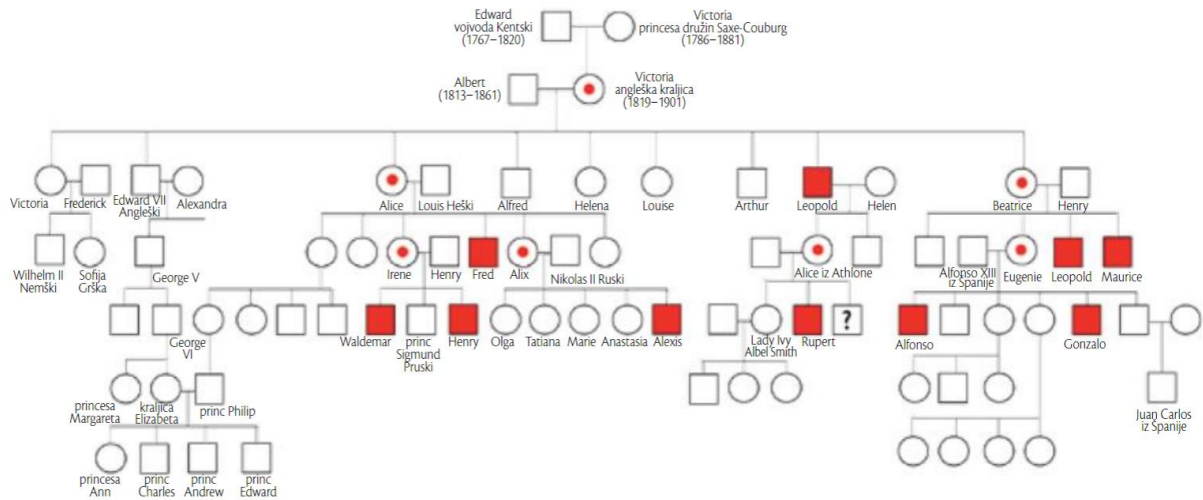 Edward
vojvoda Kentski
(1767–1820)
Victoria
princesa družin Saxe-Couburg
(1786–1881)
Albert
(1813–1861)
Victoria
angleška kraljica
(1819–1901)
Victoria
Frederick
Edward VII
Angleški
Alexandra
Alice
Louis Heški
Alfred
Helena
Louise
Arthur
Leopold
Helen
Beatrice
Henry
Wilhelm II
Nemški
Sofija
Grška
George V
Irene
Henry
Fred
Alix
Nikolas II Ruski
Alice iz Athlone
Alfonso XIII
iz Španije
Eugenie
Leopold
Maurice
George
VI
Waldemar
princ
Sigmund
Pruski
Henry
Olga
Tatiana
Marie
Anastasia
Alexis
Lady Ivy
Albel Smith
Rupert
?
Alfonso
Gonzalo
princesa
Margareta
kraljica
Elizabeta
princ Philip
Juan Carlos
iz Španije
princesa
Ann
princ
Charles
princ
Andrew
princ
Edward